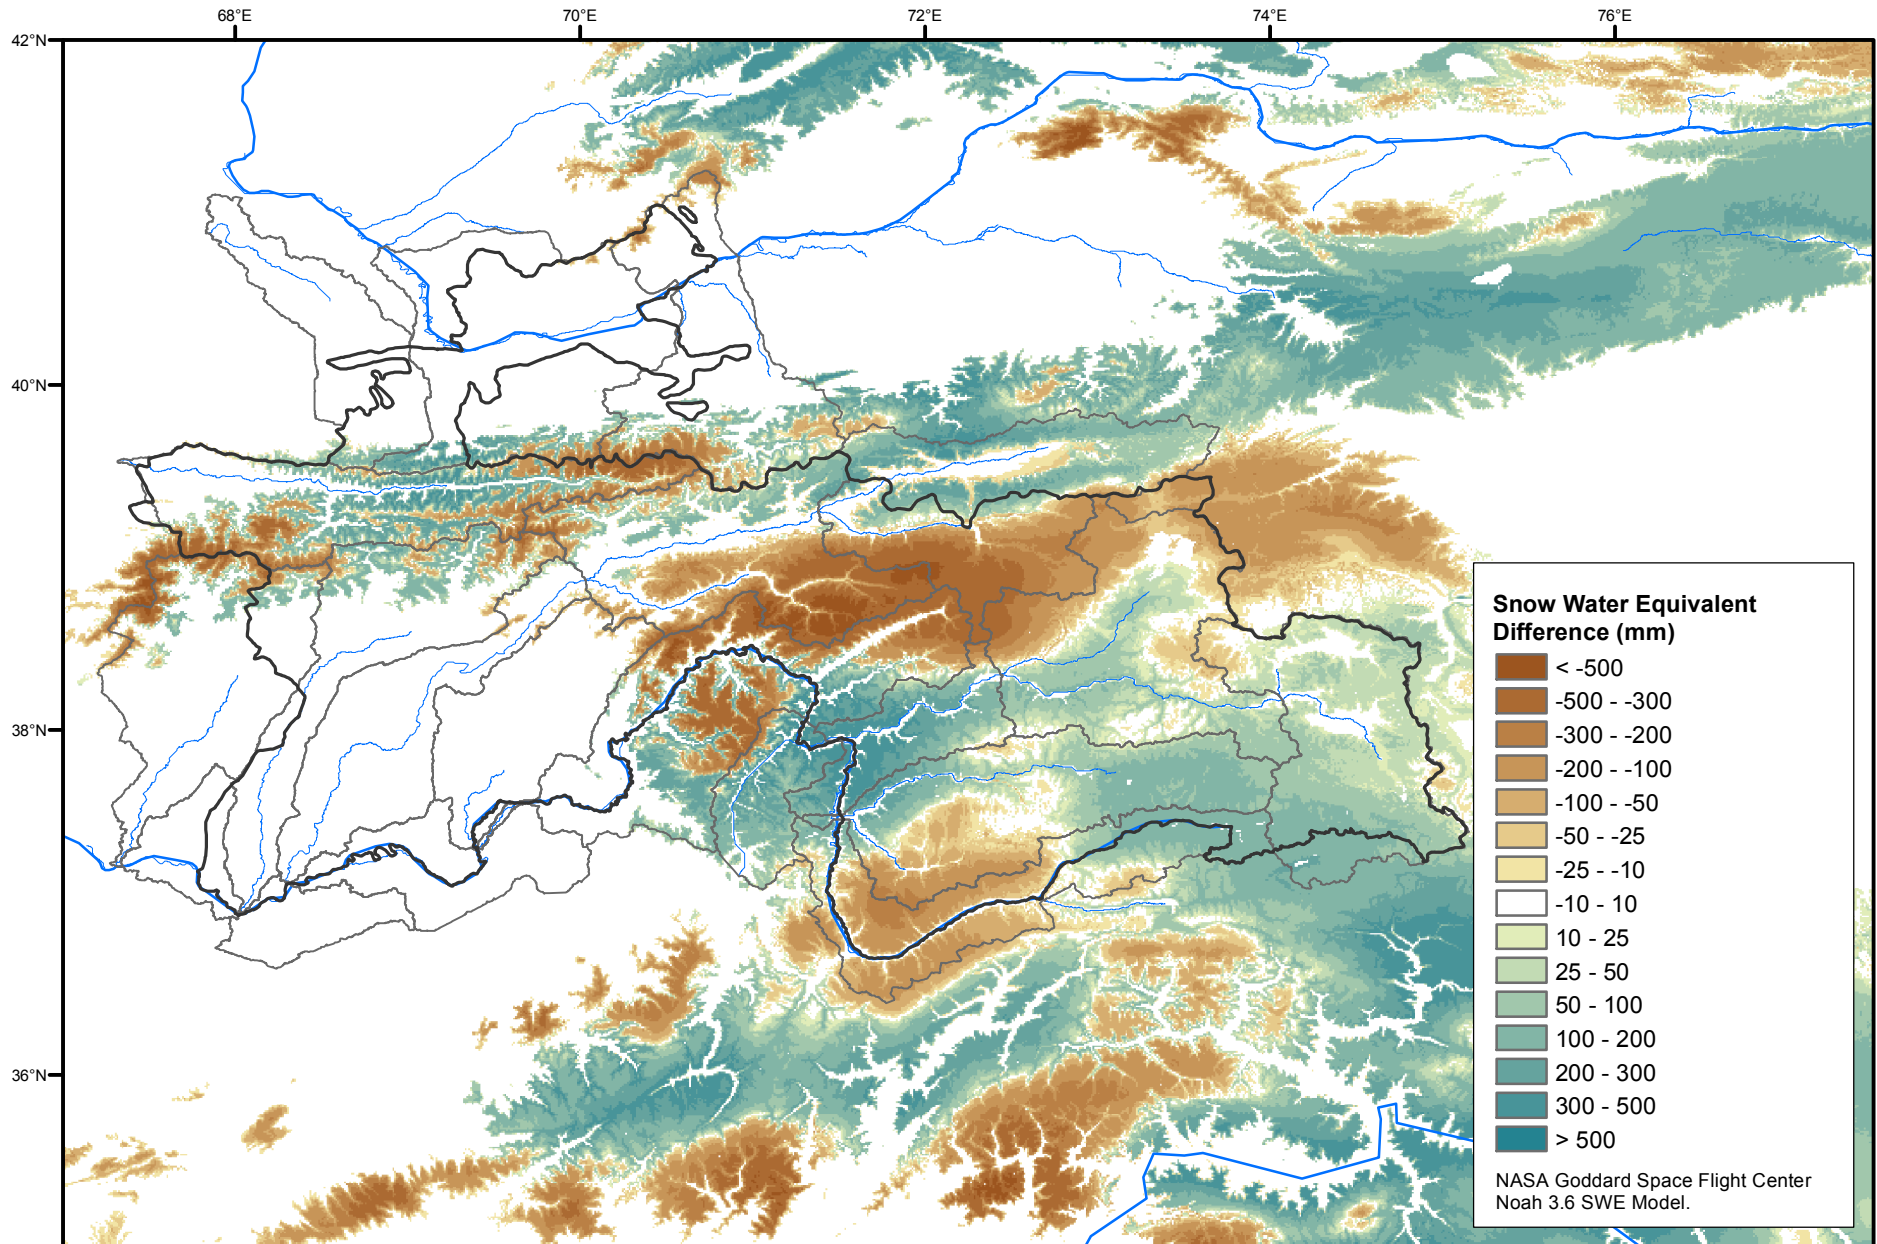 68°E 70°E 72°E 74°E 76°E
42°N
40°N
38°N
36°N
Snow Water Equivalent
Difference (mm)
< -500
-500 - -300
-300 - -200
-200 - -100
-100 - -50
-50 - -25
-25 - -10
-10 - 10
10 - 25
25 - 50
50 - 100
100 - 200
200 - 300
300 - 500
> 500
NASA Goddard Space Flight Center
Noah 3.6 SWE Model.